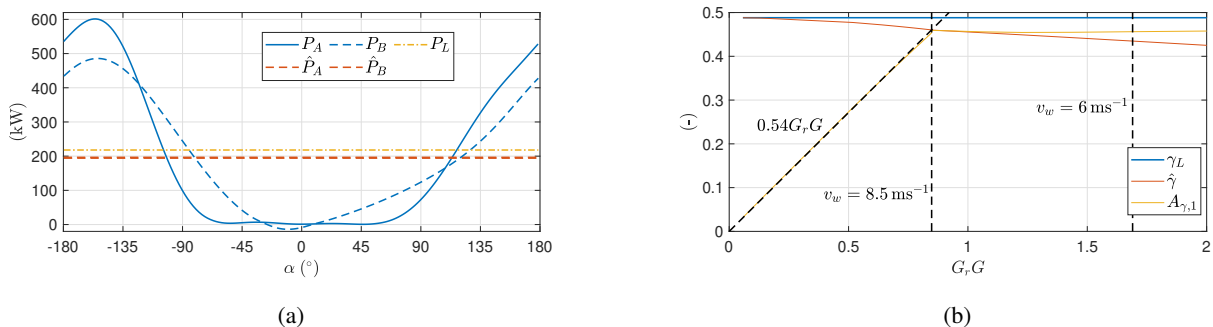 600
500
400
300
200
100
0
(kW)
-180 -135 -90 -45 0 45 90 135 180
α (°)
P_A P_B P_L
P̂_A P̂_B
(a)
0.5
0.4
0.3
0.2
0.1
0
(-)
0 0.5 1 1.5 2
G_rG
0.54G_rG
v_w = 8.5 ms⁻¹
v_w = 6 ms⁻¹
γ_L
γ̂
A_γ,1
(b)